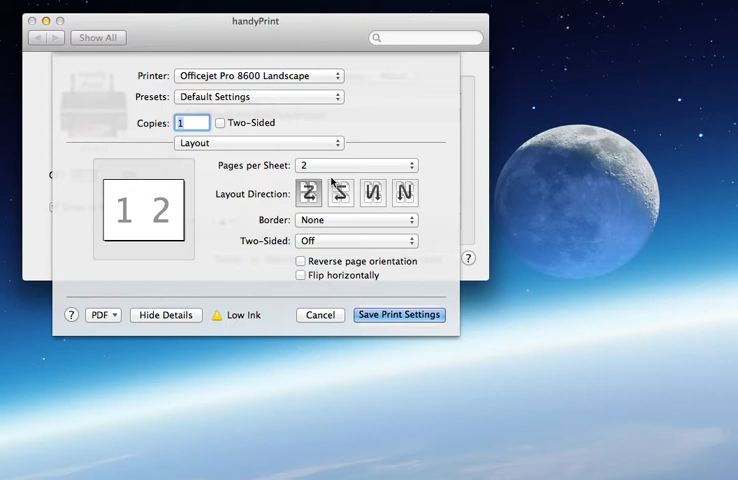 handyPrint
Show All
Printer: Officejet Pro 8600 Landscape
Presets: Default Settings
Copies: 1 Two-Sided
Layout
Pages per Sheet: 2
1 2
Layout Direction:
Border: None
Two-Sided: Off
Reverse page orientation
Flip horizontally
?
? PDF Hide Details Low Ink Cancel Save Print Settings